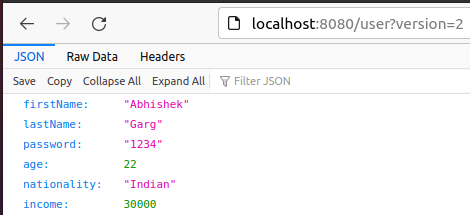 localhost:8080/user?version=2
JSON Raw Data Headers
Save Copy Collapse All Expand All Filter JSON
firstName: "Abhishek"
lastName: "Garg"
password: "1234"
age: 22
nationality: "Indian"
income: 30000